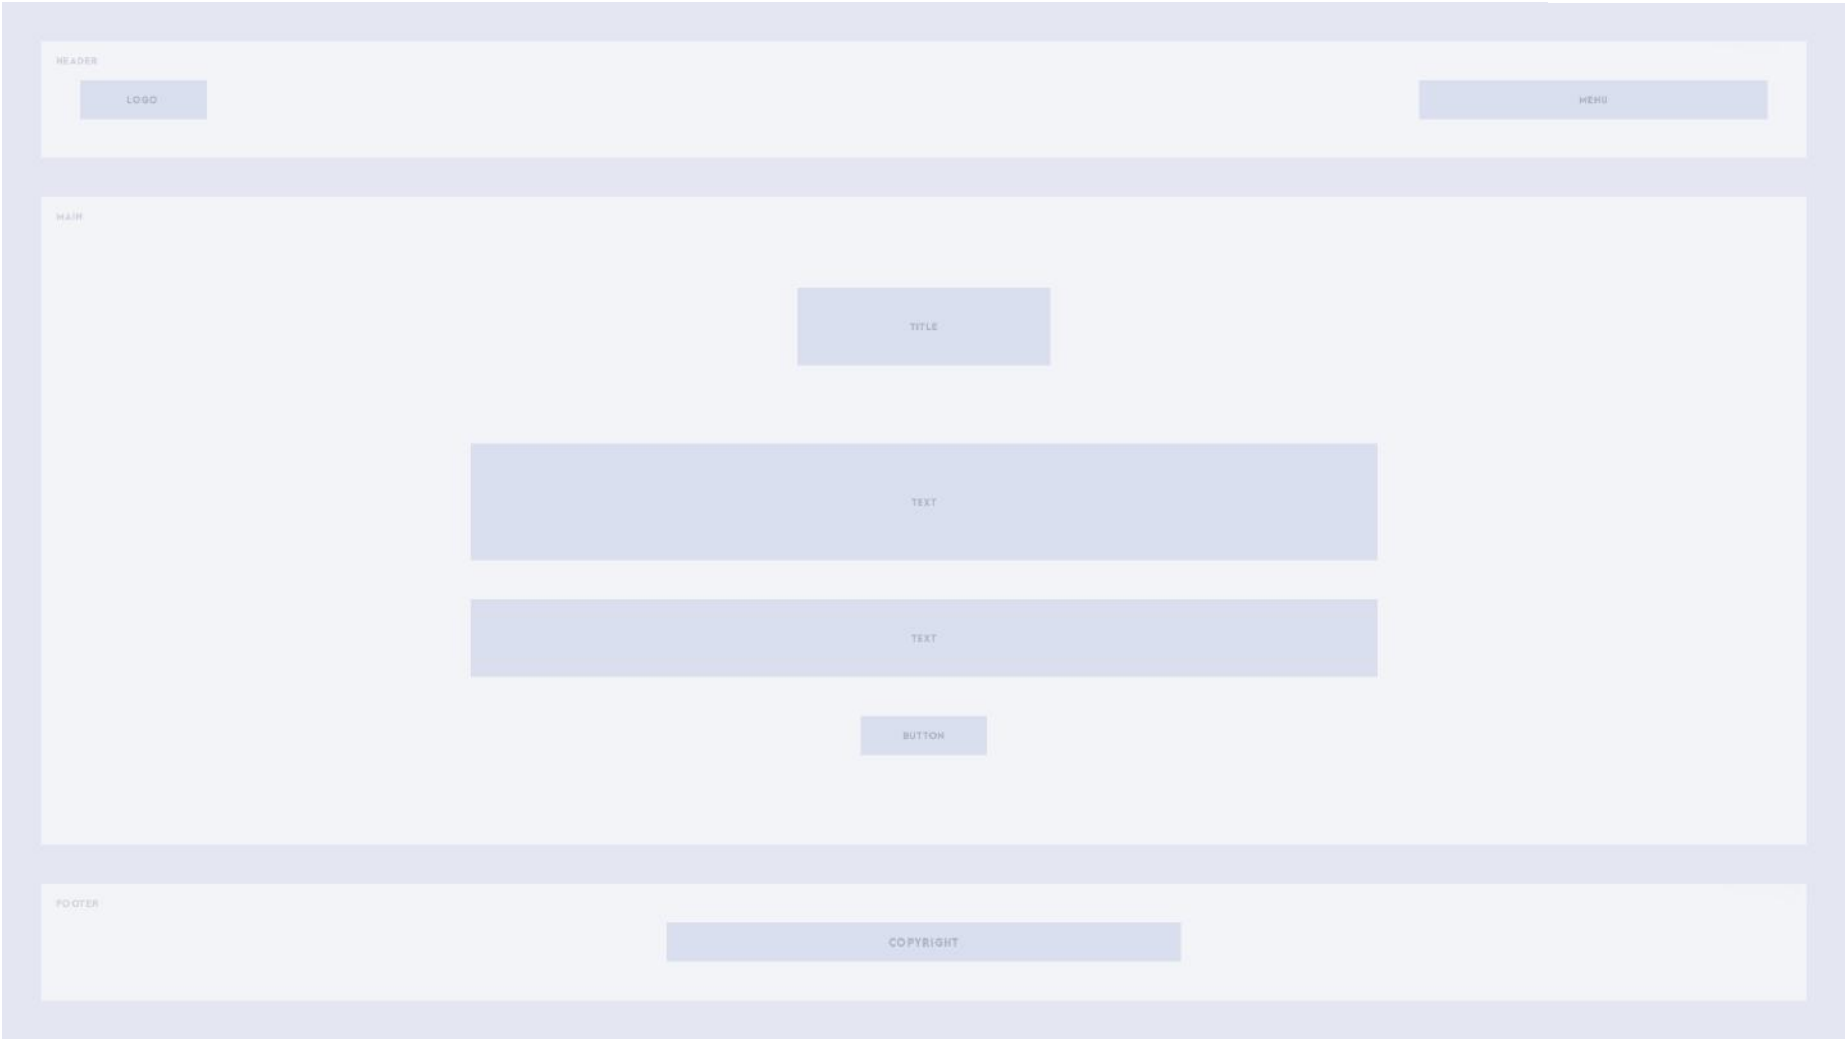 HEADER
LOGO
MENU
MAIN
TITLE
TEXT
TEXT
BUTTON
FOOTER
COPYRIGHT